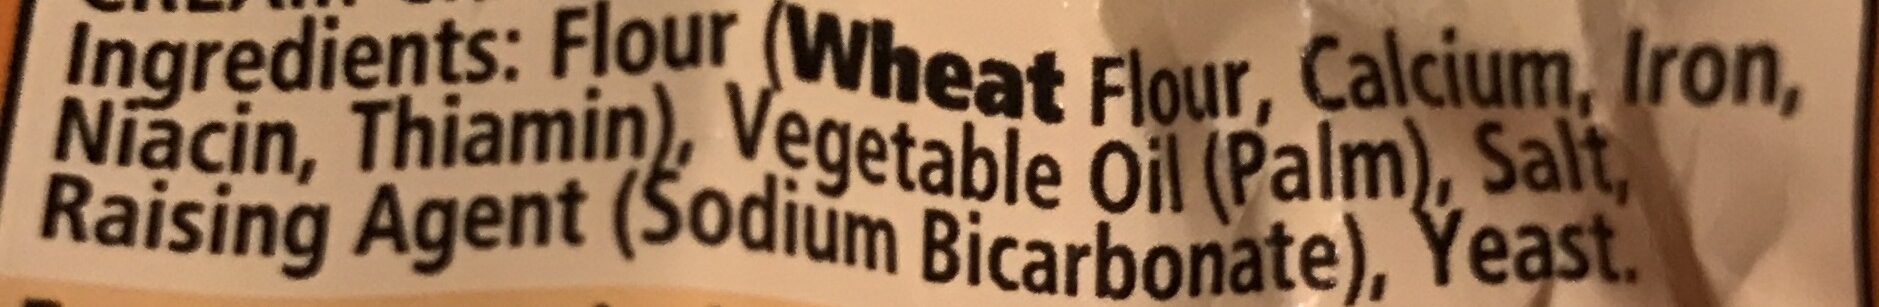 Ingredients: Flour (Wheat Flour, Calcium, Iron,
Niacin, Thiamin), Vegetable Oil (Palm), Salt,
Raising Agent (Sodium Bicarbonate), Yeast.